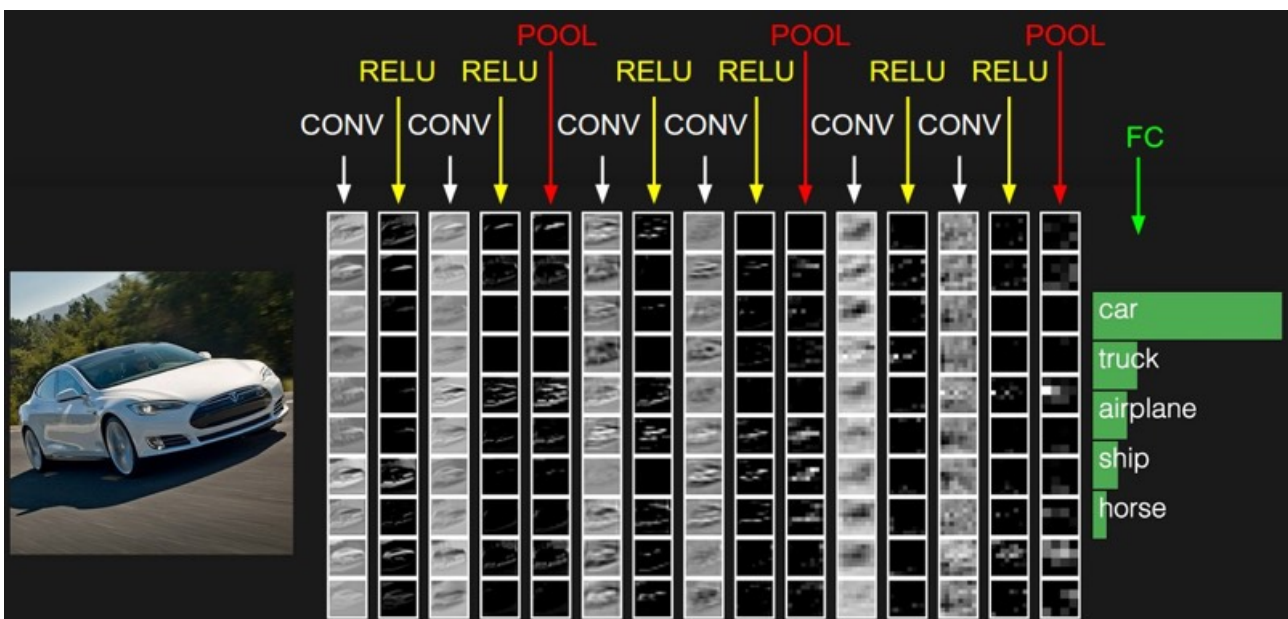 POOL POOL POOL
RELU RELU RELU RELU RELU RELU
CONV CONV CONV CONV CONV CONV FC
car
truck
airplane
ship
horse